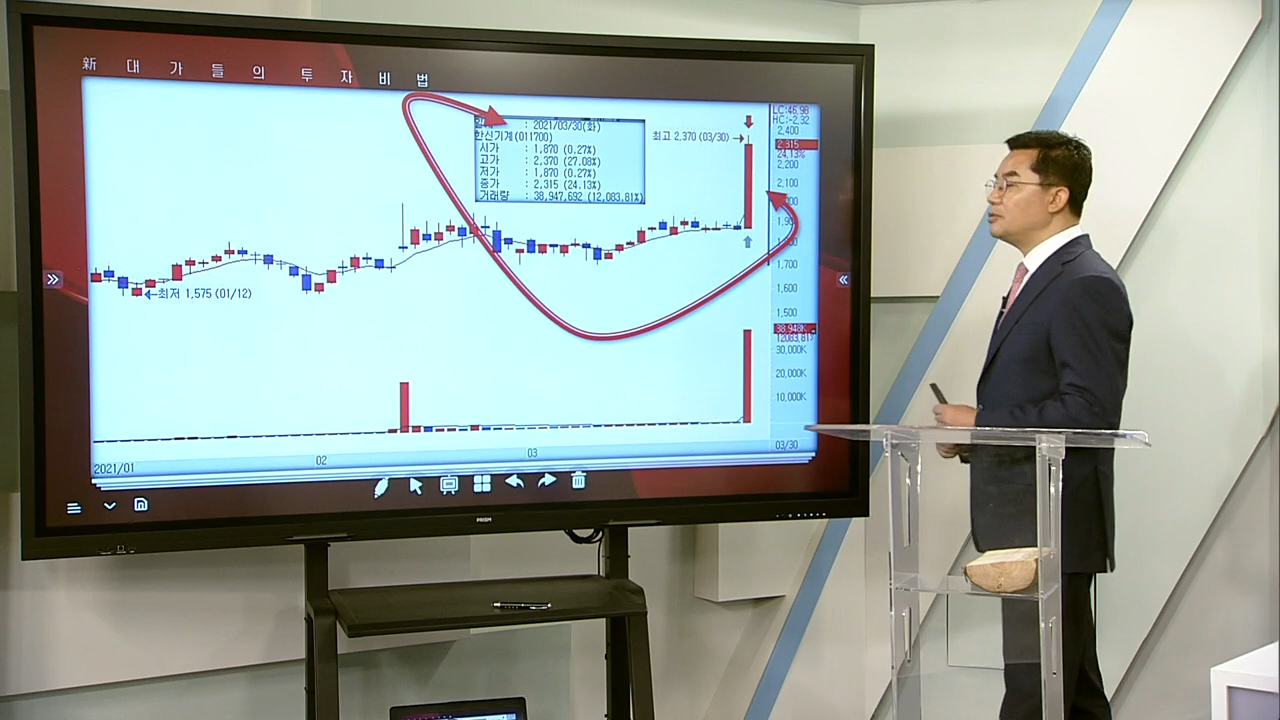 新 대 가 들 의 투 자 비 법
: 2021/03/30(화)
한신기계(011700)
시가 : 1,870 (0.27%)
고가 : 2,370 (27.08%)
저가 : 1,870 (0.27%)
종가 : 2,315 (24.13%)
거래량 : 38,947,692 (12,083.81%)
최고 2,370 (03/30)→
←최저 1,575 (01/12)
LC:46.98
HC:-2.32
2,400
2,315
24.13%
2,200
2,100
1,700
1,600
1,500
38,948K
30,000K
20,000K
10,000K
2021/01
02
03
03/30
PRISM